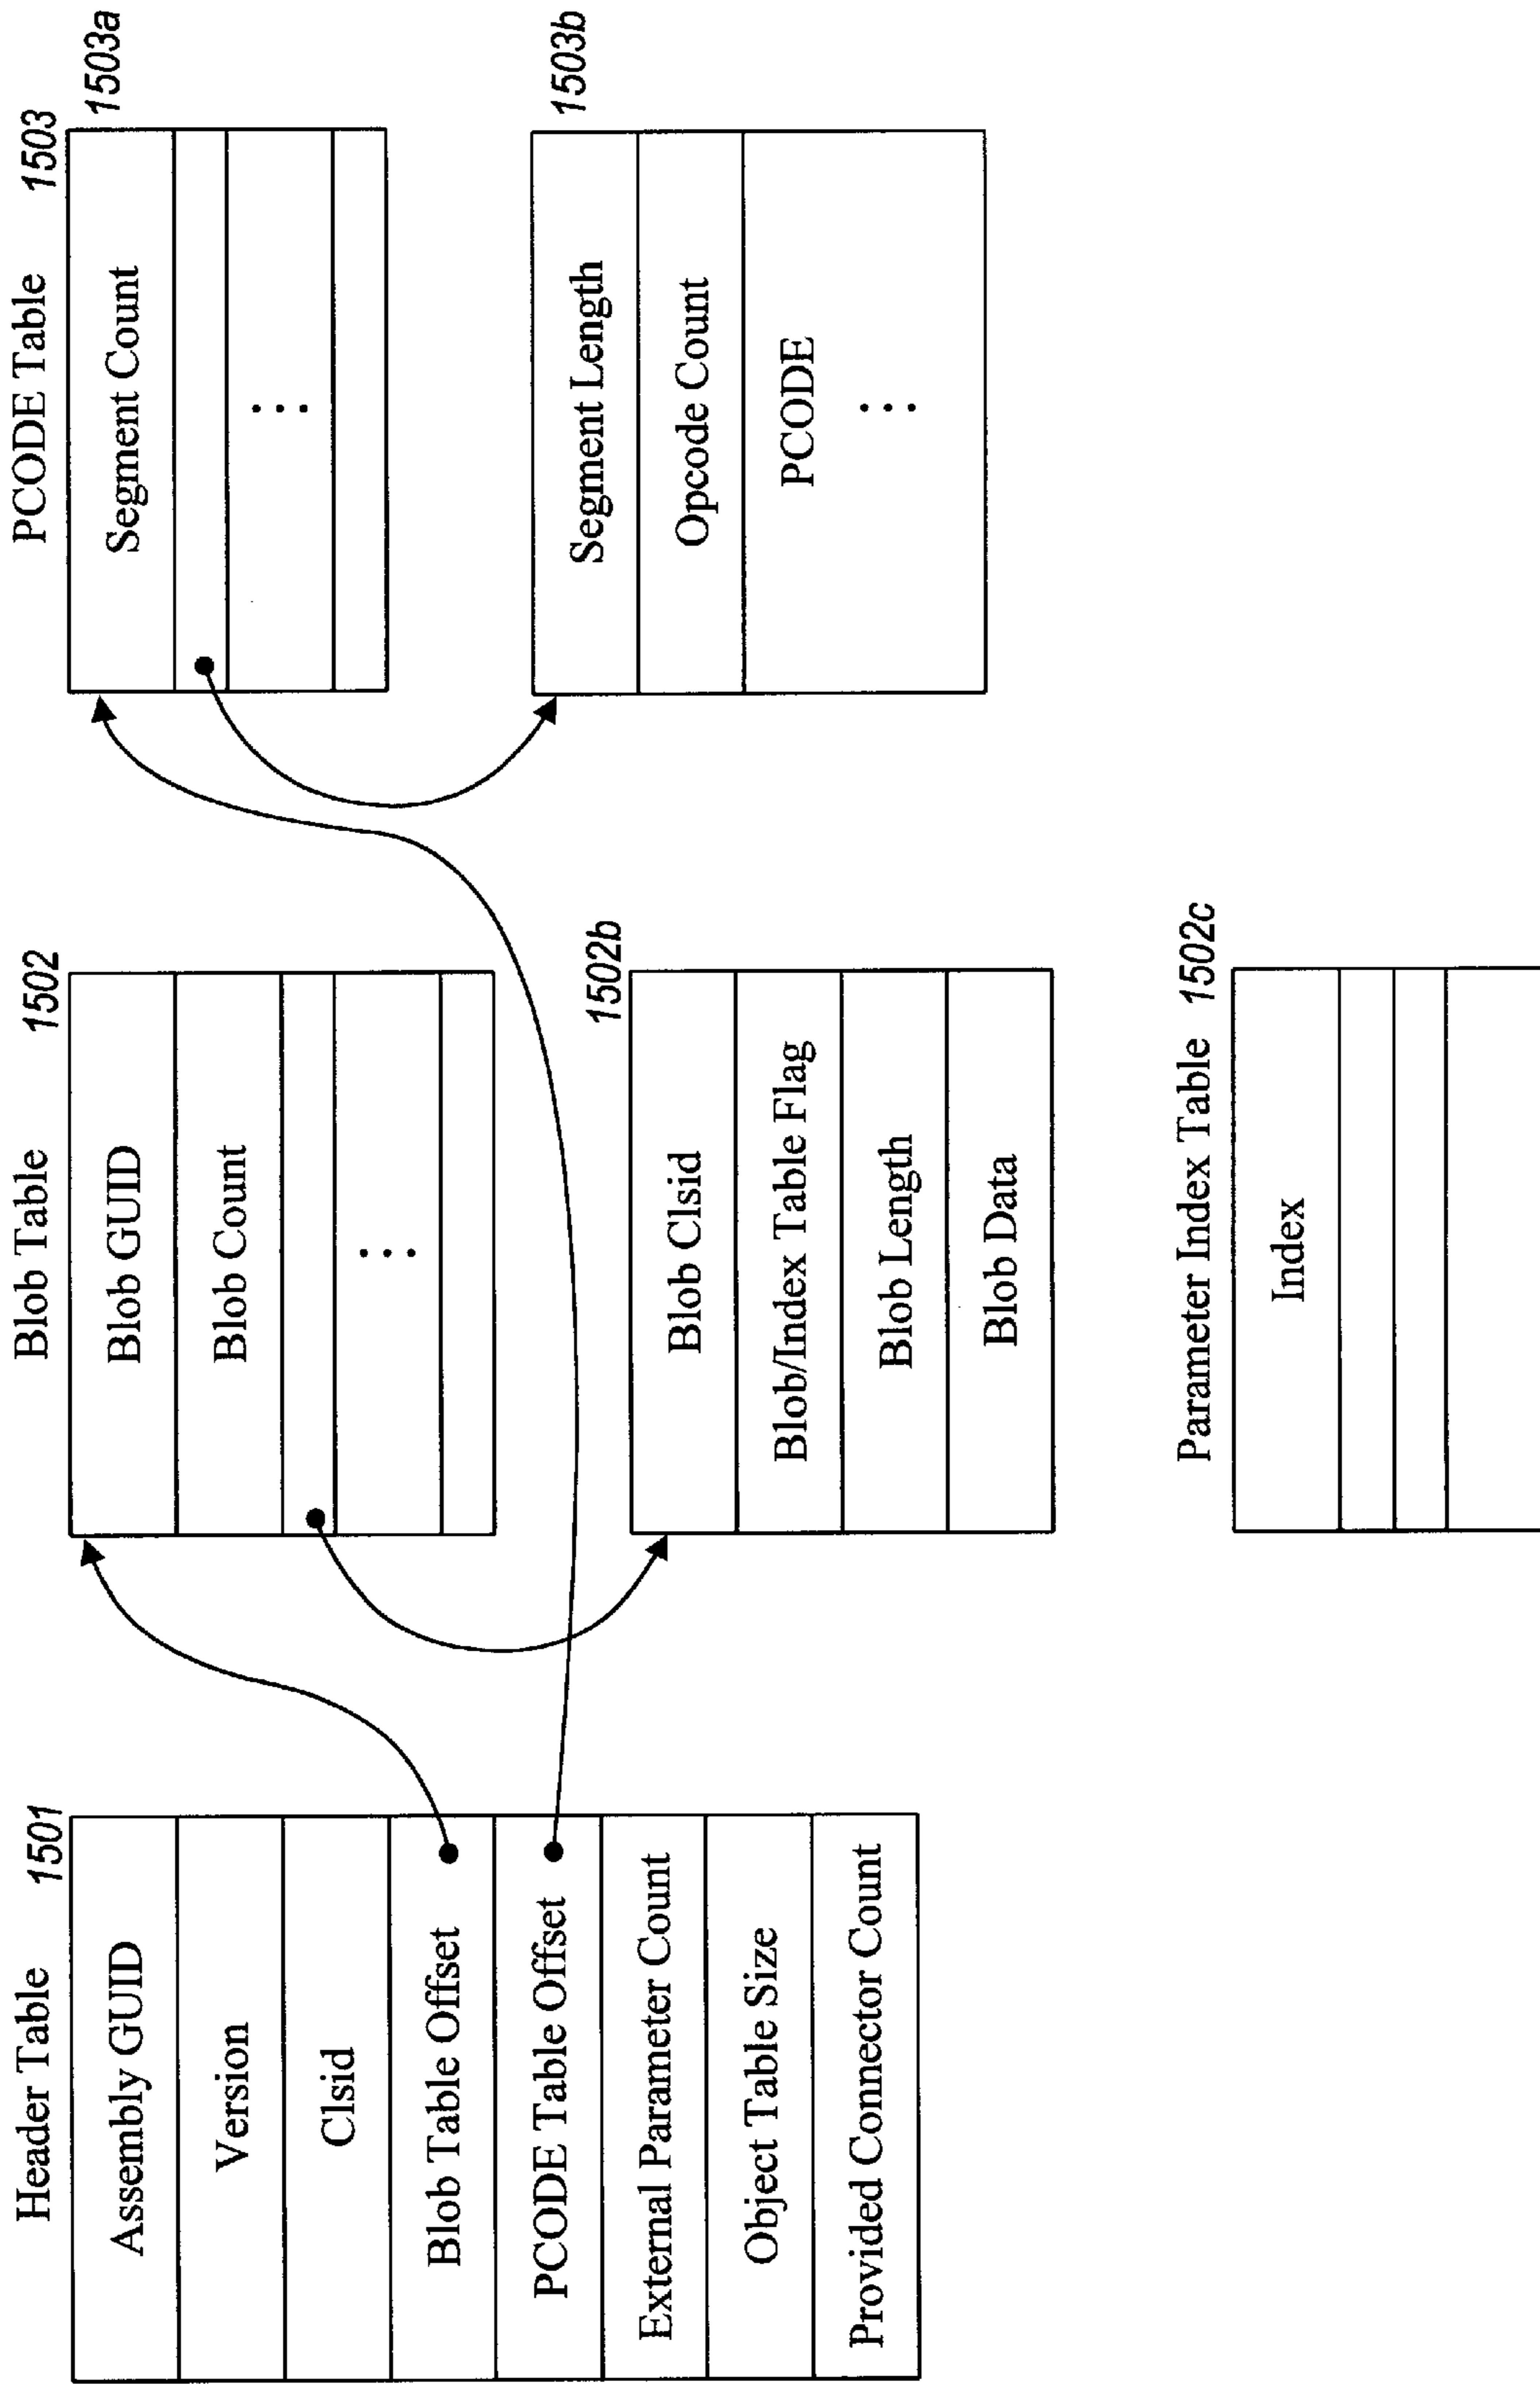 Header Table 1501
Assembly GUID
Version
Clsid
Blob Table Offset
PCODE Table Offset
External Parameter Count
Object Table Size
Provided Connector Count
Blob Table 1502
Blob GUID
Blob Count
...
1502b
Blob Clsid
Blob/Index Table Flag
Blob Length
Blob Data
Parameter Index Table 1502c
Index
PCODE Table 1503
1503a
Segment Count
...
1503b
Segment Length
Opcode Count
PCODE
...